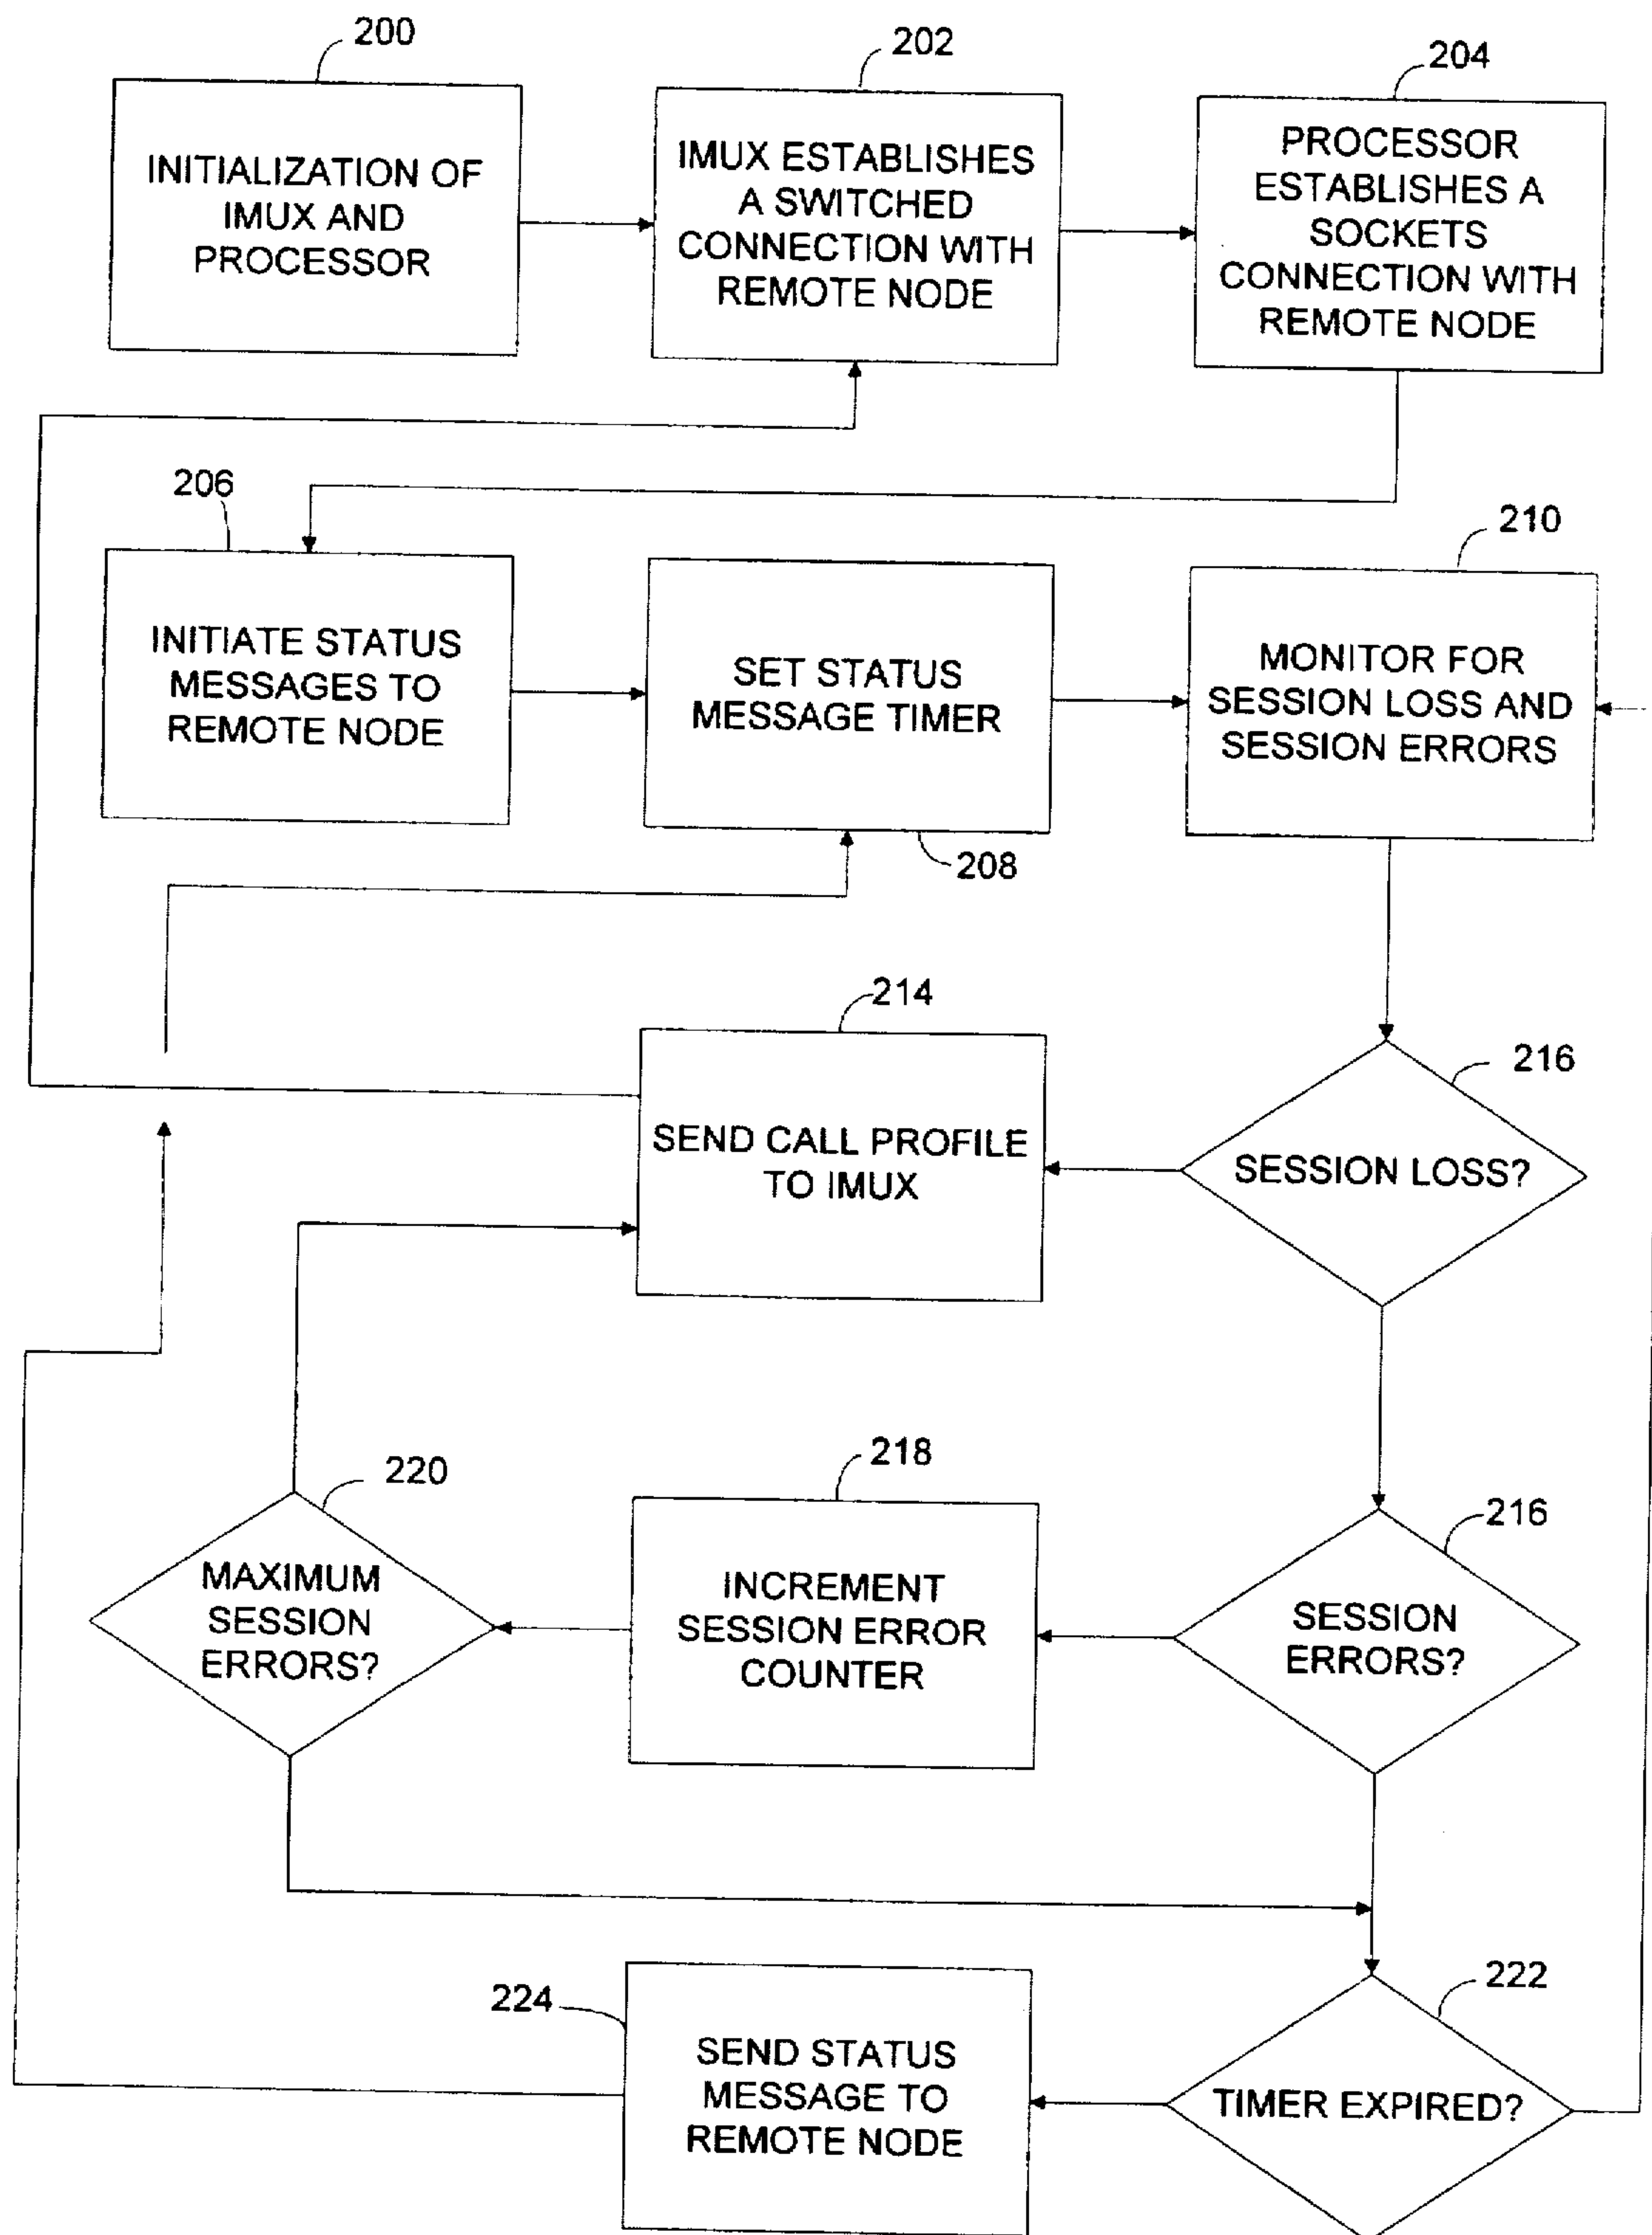 200
INITIALIZATION OF
IMUX AND
PROCESSOR
202
IMUX ESTABLISHES
A SWITCHED
CONNECTION WITH
REMOTE NODE
204
PROCESSOR
ESTABLISHES A
SOCKETS
CONNECTION WITH
REMOTE NODE
206
INITIATE STATUS
MESSAGES TO
REMOTE NODE
SET STATUS
MESSAGE TIMER
208
210
MONITOR FOR
SESSION LOSS AND
SESSION ERRORS
214
SEND CALL PROFILE
TO IMUX
216
SESSION LOSS?
220
MAXIMUM
SESSION
ERRORS?
218
INCREMENT
SESSION ERROR
COUNTER
216
SESSION
ERRORS?
224
SEND STATUS
MESSAGE TO
REMOTE NODE
222
TIMER EXPIRED?